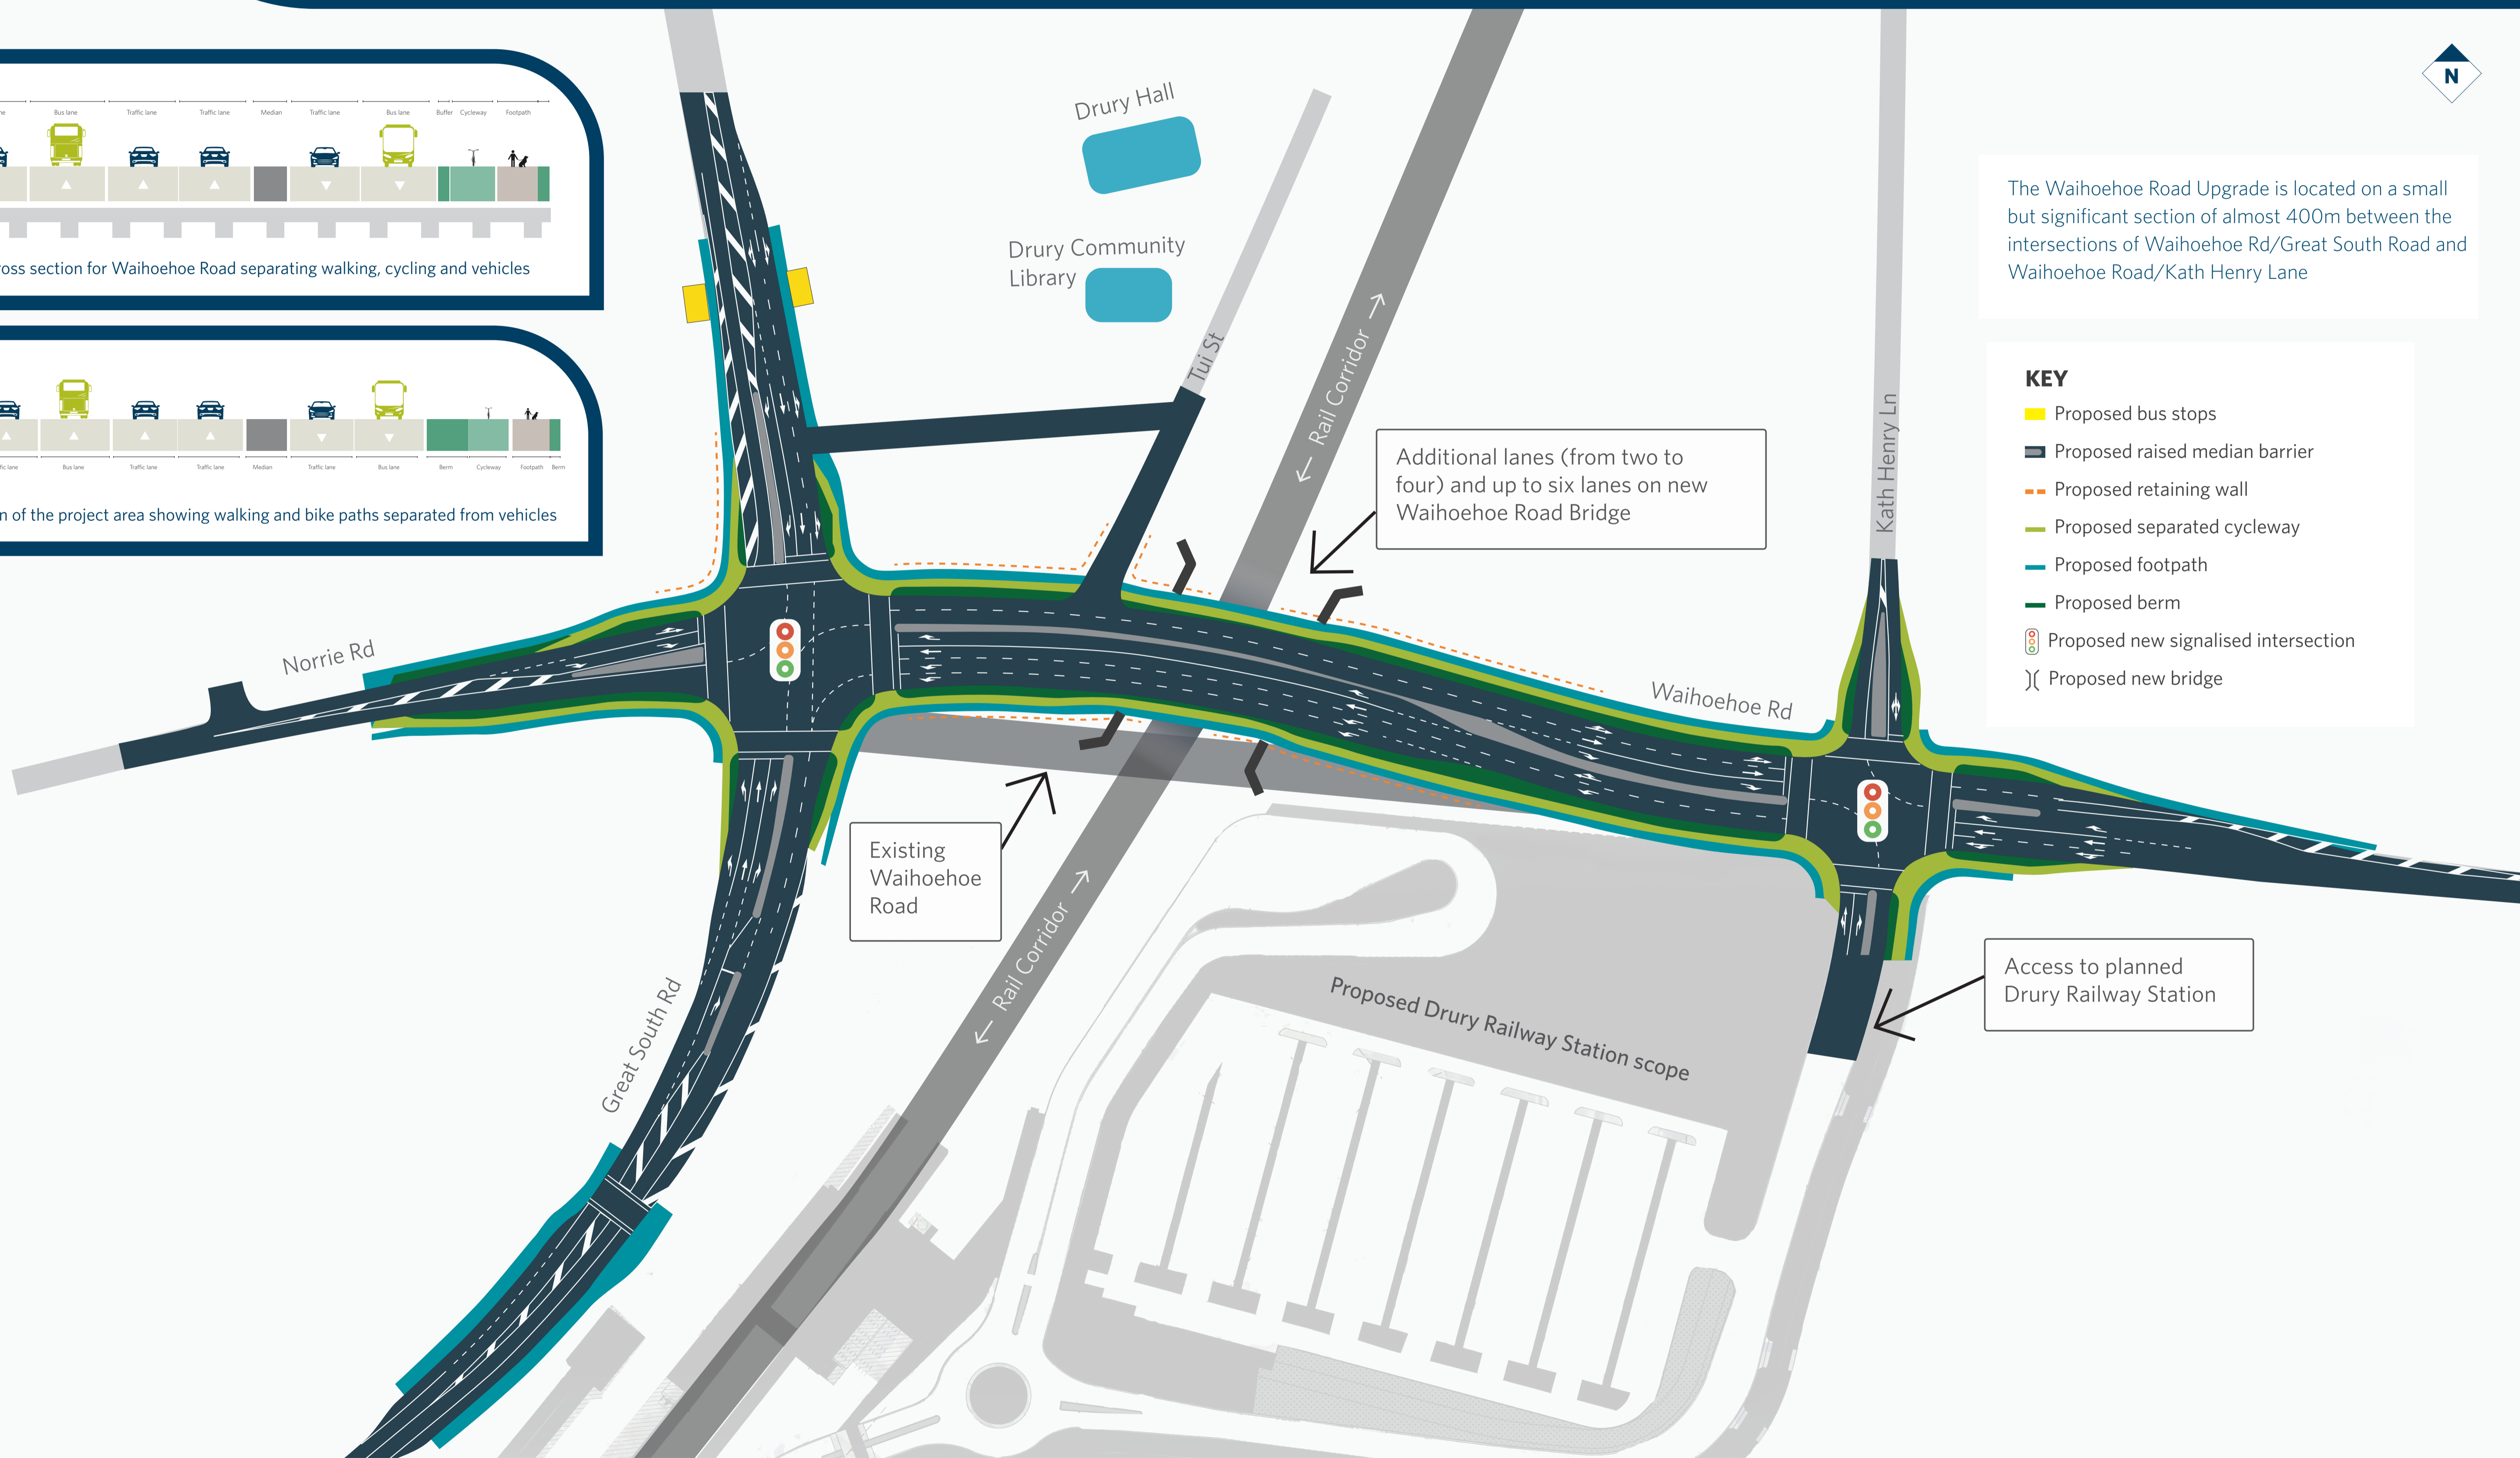 Bus lane
Traffic lane
Traffic lane
Median
Traffic lane
Bus lane
Buffer
Cycleway
Footpath
section for Waihoehoe Road separating walking, cycling and vehicles
lane
Bus lane
Traffic lane
Traffic lane
Median
Traffic lane
Bus lane
Berm
Cycleway
Footpath
Berm
of the project area showing walking and bike paths separated from vehicles
Drury Hall
Drury Community
Library
Tui St
← Rail Corridor →
Kath Henry Ln
N
The Waihoehoe Road Upgrade is located on a small
but significant section of almost 400m between the
intersections of Waihoehoe Rd/Great South Road and
Waihoehoe Road/Kath Henry Lane
KEY
Proposed bus stops
Proposed raised median barrier
Proposed retaining wall
Proposed separated cycleway
Proposed footpath
Proposed berm
Proposed new signalised intersection
Proposed new bridge
Additional lanes (from two to
four) and up to six lanes on new
Waihoehoe Road Bridge
Norrie Rd
Waihoehoe Rd
Existing
Waihoehoe
Road
← Rail Corridor →
Great South Rd
Proposed Drury Railway Station scope
Access to planned
Drury Railway Station